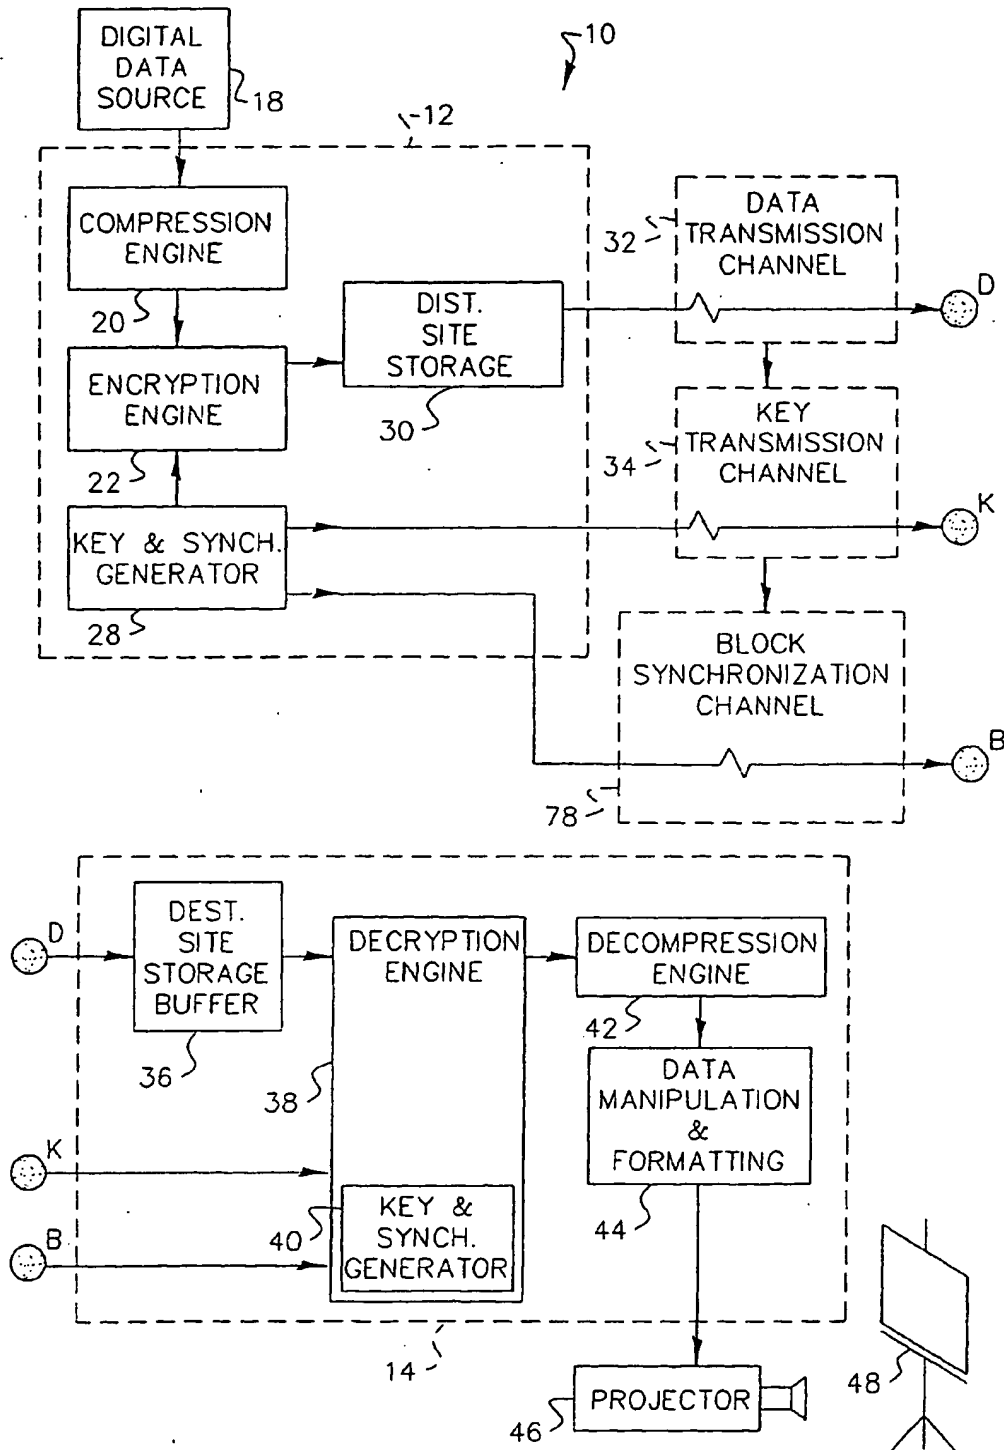 DIGITAL
DATA
SOURCE
18
10
12
COMPRESSION
ENGINE
20
ENCRYPTION
ENGINE
22
KEY & SYNCH.
GENERATOR
28
DIST.
SITE
STORAGE
30
DATA
TRANSMISSION
CHANNEL
32
D
KEY
TRANSMISSION
CHANNEL
34
K
BLOCK
SYNCHRONIZATION
CHANNEL
78
B
D
DEST.
SITE
STORAGE
BUFFER
36
DECRYPTION
ENGINE
38
K
B
KEY &
SYNCH.
GENERATOR
40
DECOMPRESSION
ENGINE
42
DATA
MANIPULATION
&
FORMATTING
44
14
PROJECTOR
46
48